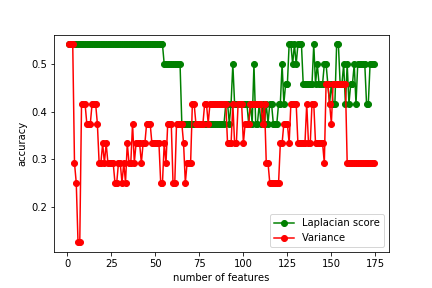 0.5
0.4
0.3
0.2
accuracy
0 25 50 75 100 125 150 175
number of features
Laplacian score
Variance